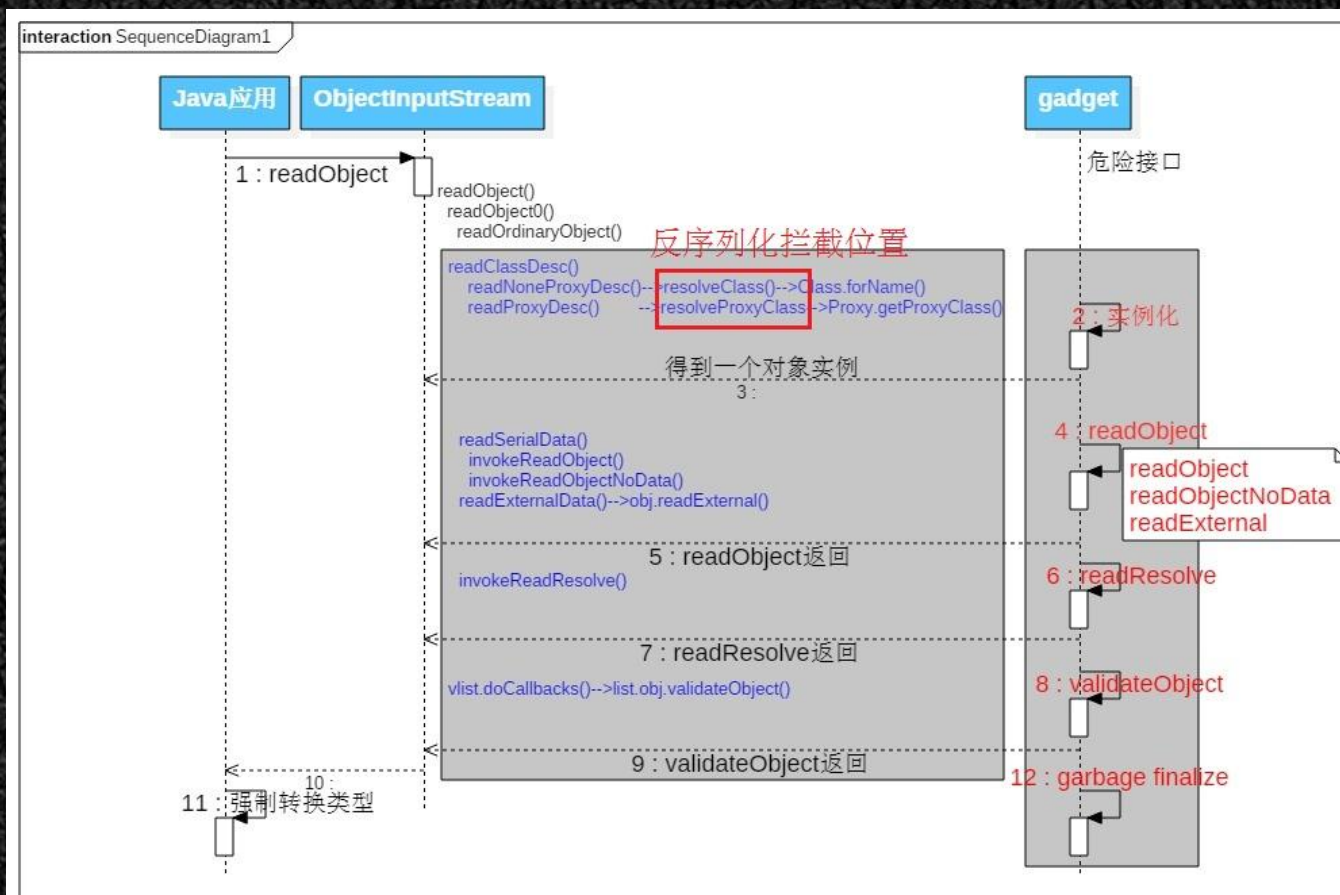 interaction SequenceDiagram1
Java应用
ObjectInputStream
gadget
危险接口
1 : readObject
readObject()
readObject0()
readOrdinaryObject()
反序列化拦截位置
readClassDesc()
readNoneProxyDesc()-->resolveClass()-->Class.forName()
readProxyDesc() -->resolveProxyClass-->Proxy.getProxyClass()
2 : 实例化
得到一个对象实例
3 :
4 : readObject
readSerialData()
invokeReadObject()
invokeReadObjectNoData()
readExternalData()-->obj.readExternal()
readObject
readObjectNoData
readExternal
5 : readObject返回
invokeReadResolve()
6 : readResolve
7 : readResolve返回
vlist.doCallbacks()-->list.obj.validateObject()
8 : validateObject
9 : validateObject返回
10 :
11 : 强制转换类型
12 : garbage finalize